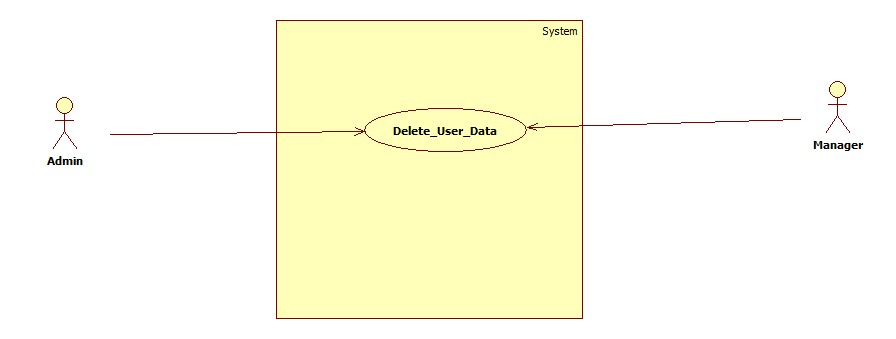 System
Delete_User_Data
Admin
Manager